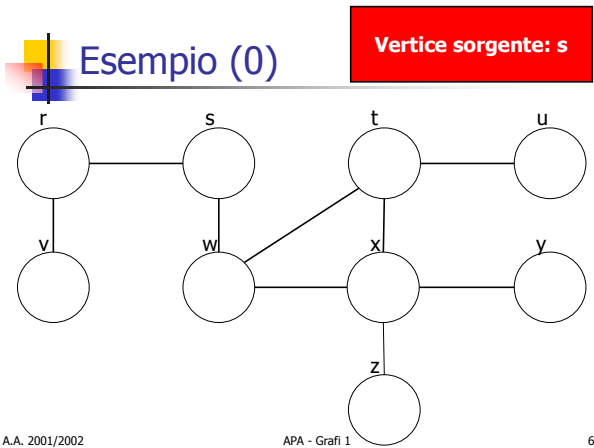 Esempio (0)
Vertice sorgente: s
r s t u
v w x y
z
A.A. 2001/2002 APA - Grafi 1 6